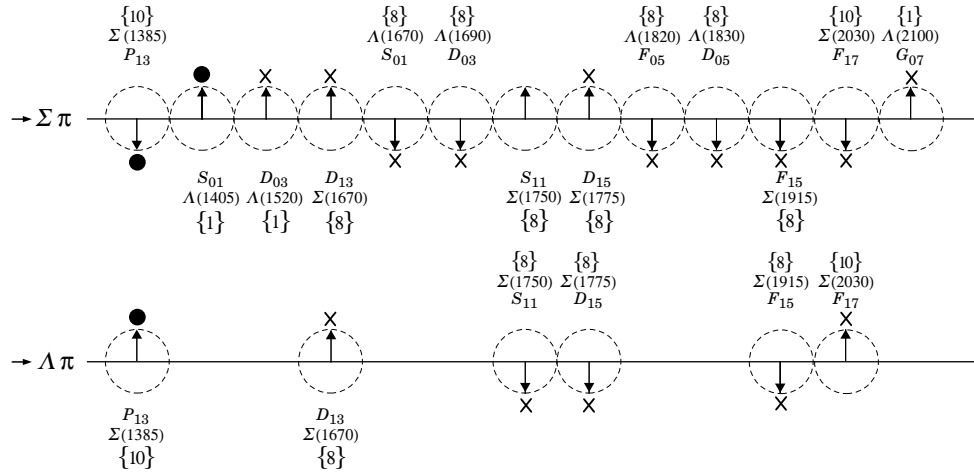 {10} {8} {8} {8} {8} {10} {1}
Σ(1385) Λ(1670) Λ(1690) Λ(1820) Λ(1830) Σ(2030) Λ(2100)
P13 S01 D03 F05 D05 F17 G07
Σ π
S01 D03 D13 S11 D15 F15
Λ(1405) Λ(1520) Σ(1670) Σ(1750) Σ(1775) Σ(1915)
{1} {1} {8} {8} {8} {8}
{8} {8} {8} {10}
Σ(1750) Σ(1775) Σ(1915) Σ(2030)
S11 D15 F15 F17
Λ π
P13 D13
Σ(1385) Σ(1670)
{10} {8}